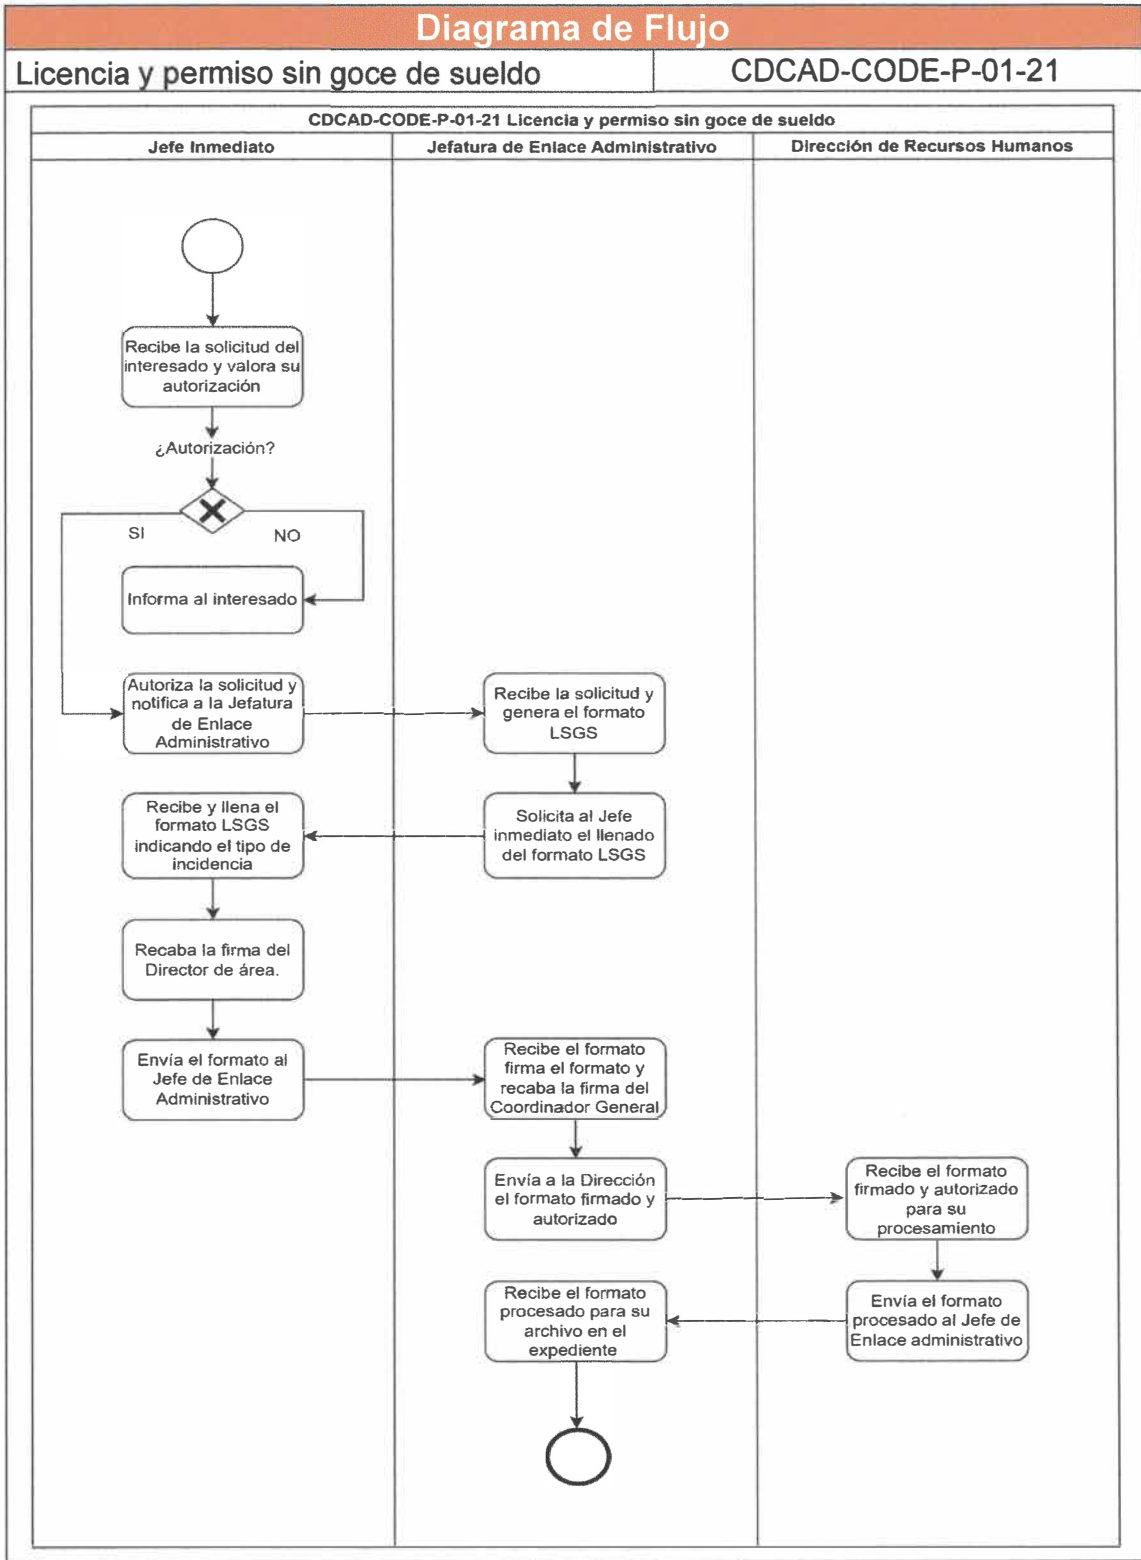 Diagrama de Flujo
Licencia y permiso sin goce de sueldo
CDCAD-CODE-P-01-21
CDCAD-CODE-P-01-21 Licencia y permiso sin goce de sueldo
Jefe Inmediato
Jefatura de Enlace Administrativo
Dirección de Recursos Humanos
Recibe la solicitud del
interesado y valora su
autorización
¿Autorización?
SI
NO
Informa al interesado
Autoriza la solicitud y
notifica a la Jefatura
de Enlace
Administrativo
Recibe la solicitud y
genera el formato
LSGS
Solicita al Jefe
inmediato el llenado
del formato LSGS
Recibe y llena el
formato LSGS
indicando el tipo de
incidencia
Recaba la firma del
Director de área.
Envía el formato al
Jefe de Enlace
Administrativo
Recibe el formato
firma el formato y
recaba la firma del
Coordinador General
Envía a la Dirección
el formato firmado y
autorizado
Recibe el formato
firmado y autorizado
para su
procesamiento
Envía el formato
procesado al Jefe de
Enlace administrativo
Recibe el formato
procesado para su
archivo en el
expediente